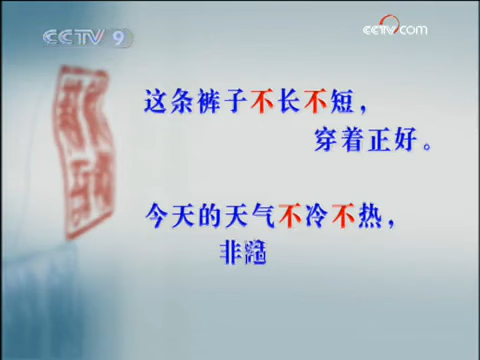 CCTV 9
cctv.com
这条裤子不长不短，
穿着正好。
今天的天气不冷不热，
非